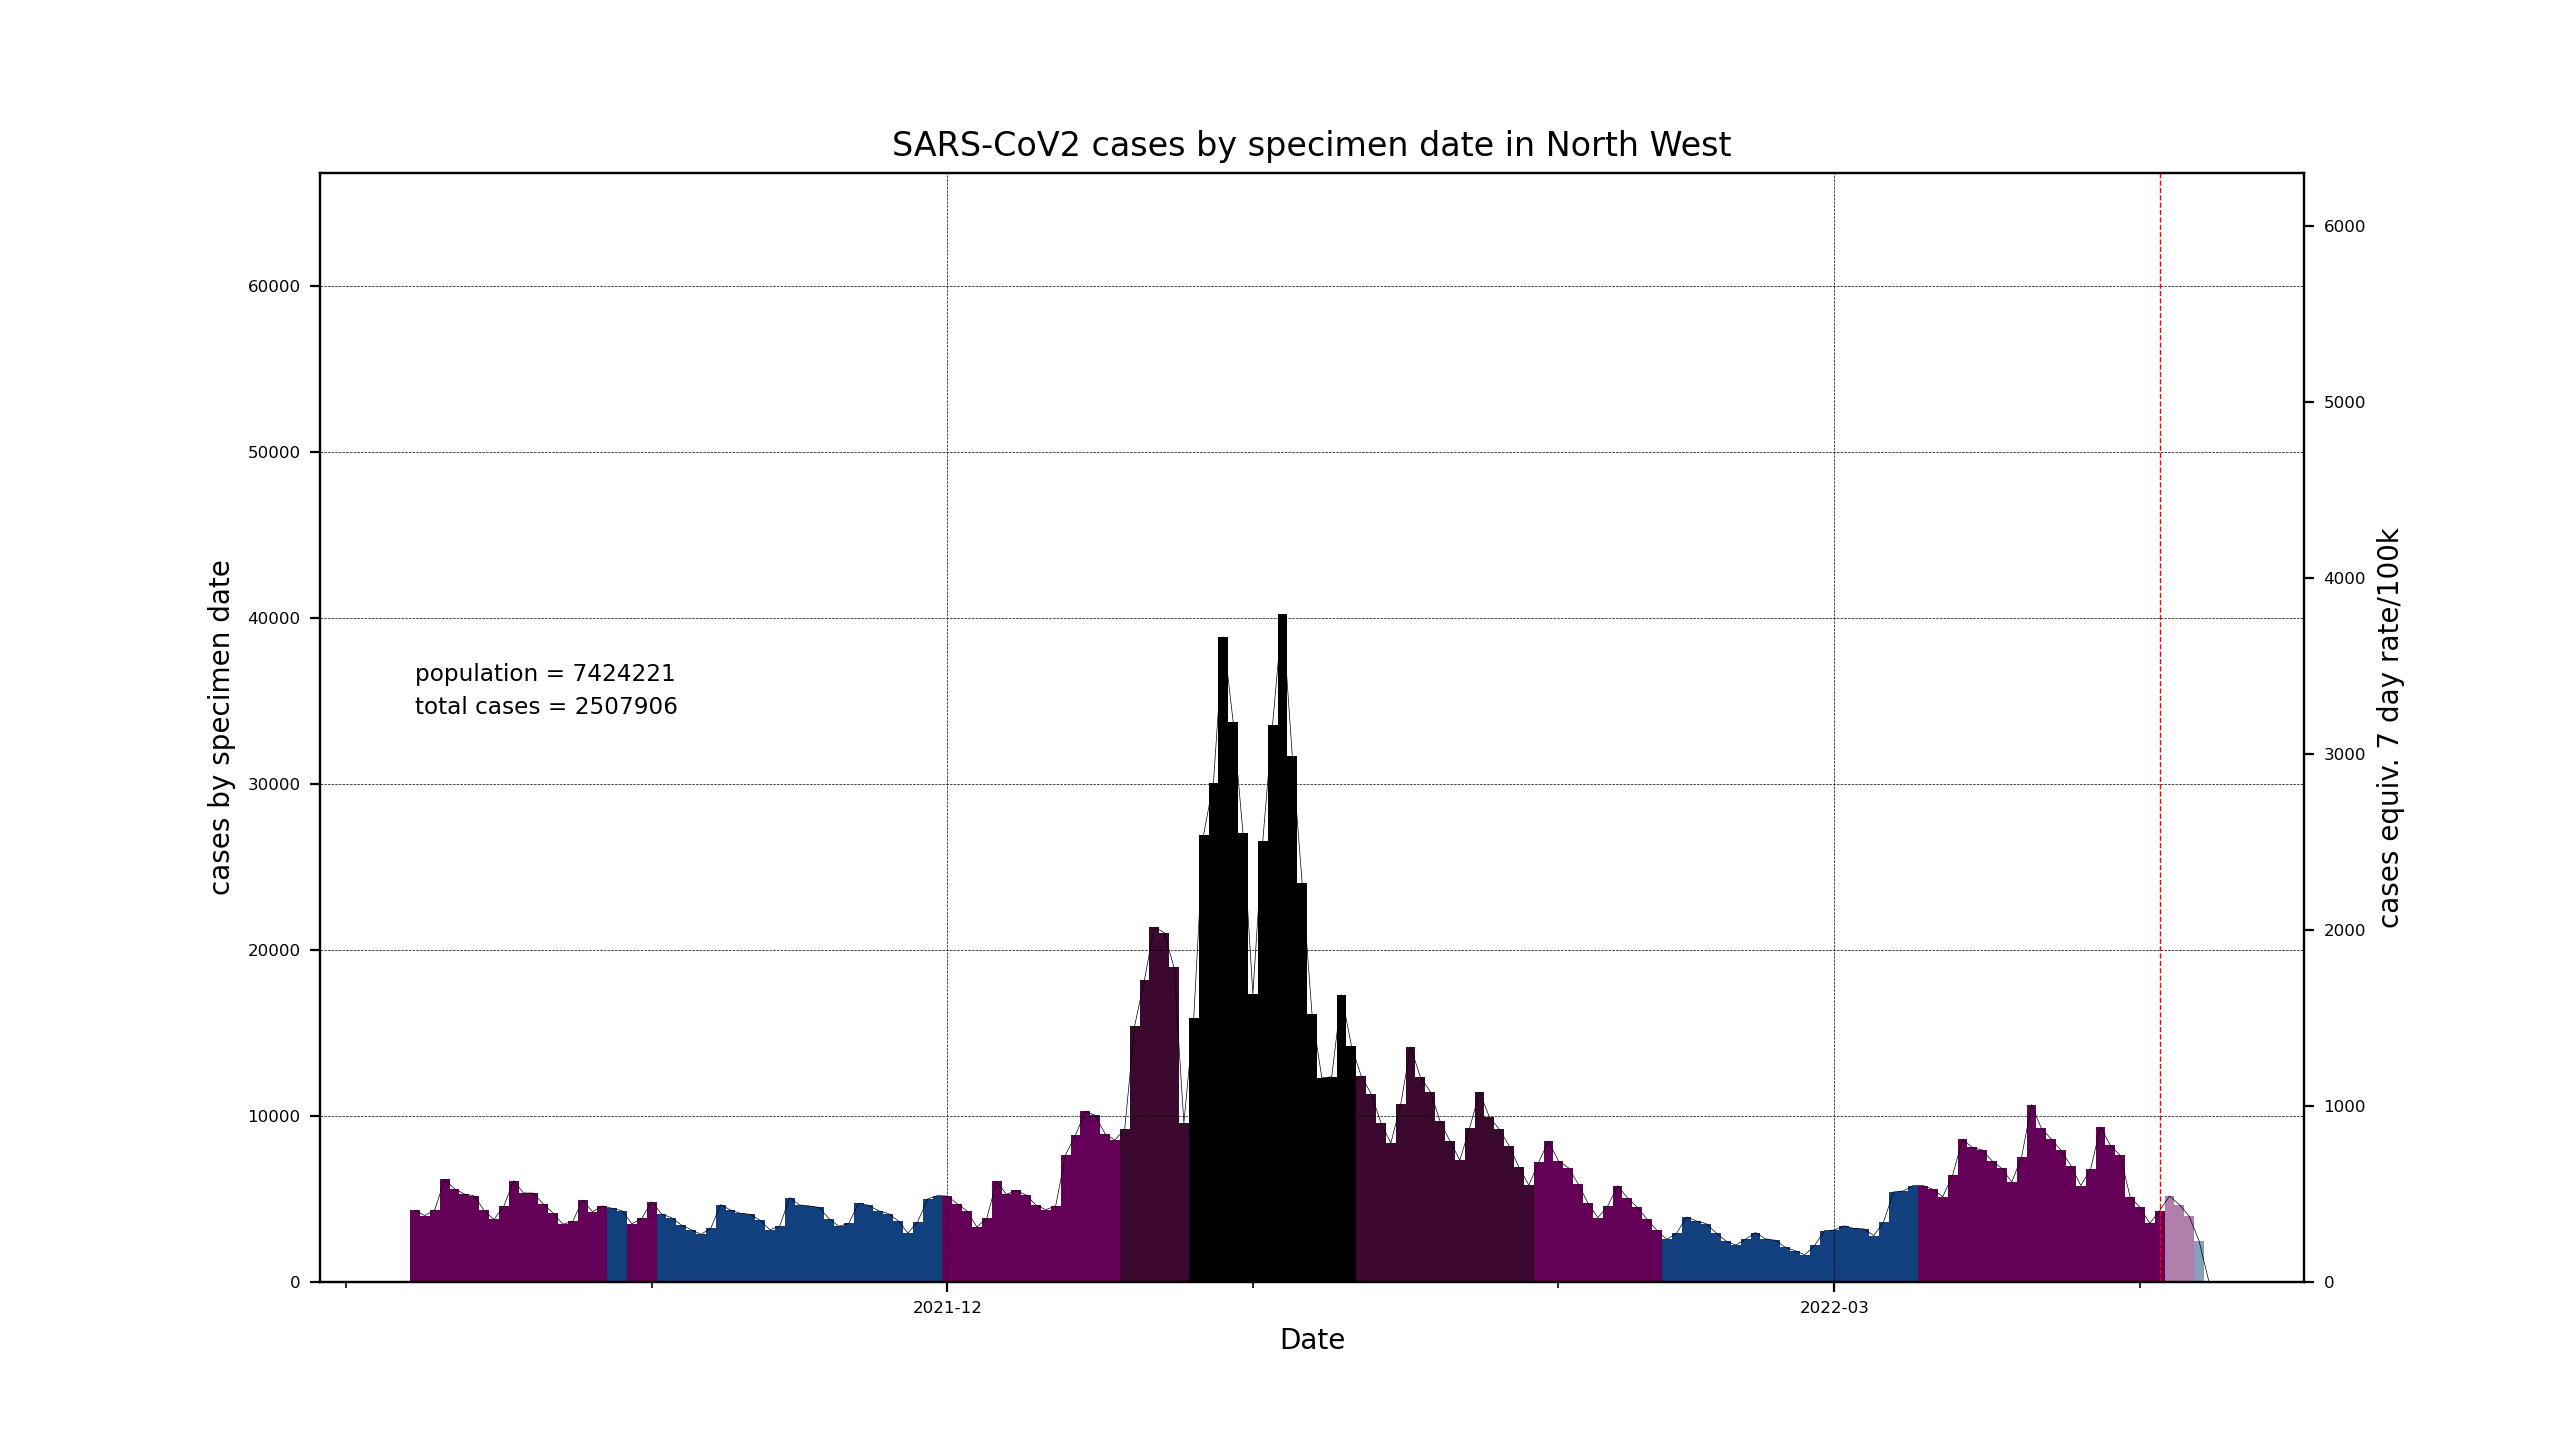 SARS-CoV2 cases by specimen date in North West
cases by specimen date
60000
50000
40000
30000
20000
10000
0
population = 7424221
total cases = 2507906
6000
5000
4000
3000
2000
1000
0
cases equiv. 7 day rate/100k
2021-12
2022-03
Date